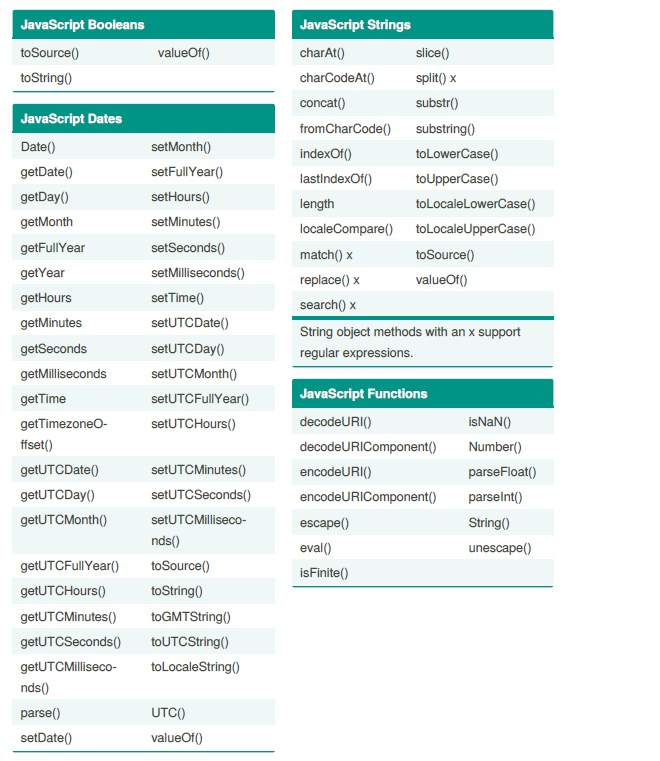 JavaScript Booleans
toSource() valueOf()
toString()
JavaScript Dates
Date() setMonth()
getDate() setFullYear()
getDay() setHours()
getMonth setMinutes()
getFullYear setSeconds()
getYear setMilliseconds()
getHours setTime()
getMinutes setUTCDate()
getSeconds setUTCDay()
getMilliseconds setUTCMonth()
getTime setUTCFullYear()
getTimezoneO- setUTCHours()
ffset()
getUTCDate() setUTCMinutes()
getUTCDay() setUTCSeconds()
getUTCMonth() setUTCMilliseco-
nds()
getUTCFullYear() toSource()
getUTCHours() toString()
getUTCMinutes() toGMTString()
getUTCSeconds() toUTCString()
getUTCMilliseco- toLocaleString()
nds()
parse() UTC()
setDate() valueOf()
JavaScript Strings
charAt() slice()
charCodeAt() split() x
concat() substr()
fromCharCode() substring()
indexOf() toLowerCase()
lastIndexOf() toUpperCase()
length toLocaleLowerCase()
localeCompare() toLocaleUpperCase()
match() x toSource()
replace() x valueOf()
search() x
String object methods with an x support
regular expressions.
JavaScript Functions
decodeURI() isNaN()
decodeURIComponent() Number()
encodeURI() parseFloat()
encodeURIComponent() parseInt()
escape() String()
eval() unescape()
isFinite()